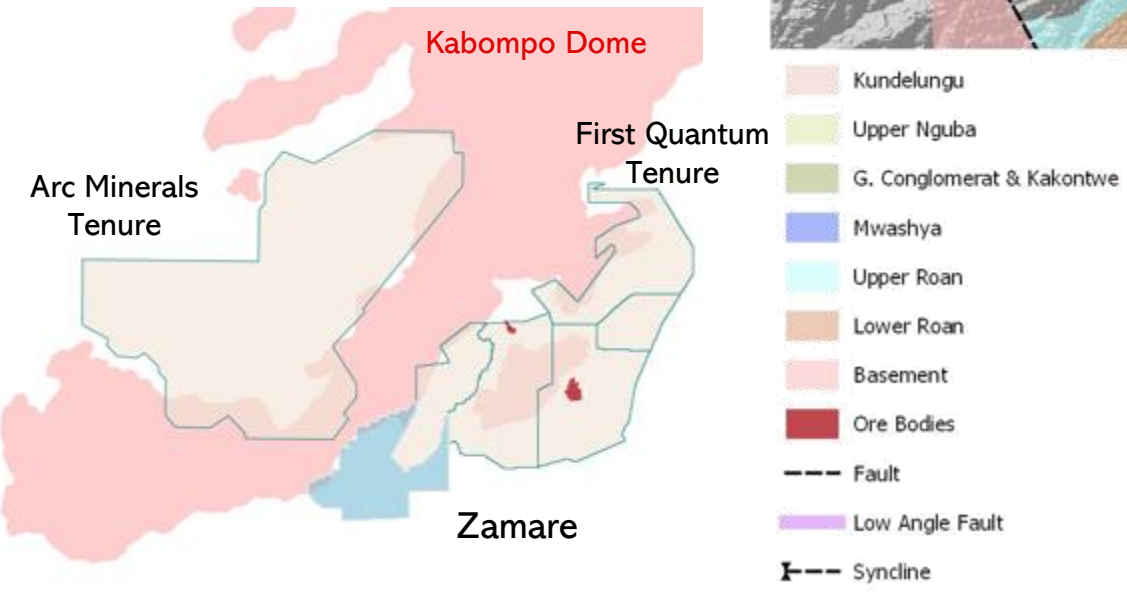 Kabompo Dome
First Quantum
Tenure
Arc Minerals
Tenure
Zamare
Kundelungu
Upper Nguba
G. Conglomerat & Kakontwe
Mwashya
Upper Roan
Lower Roan
Basement
Ore Bodies
Fault
Low Angle Fault
Syncline